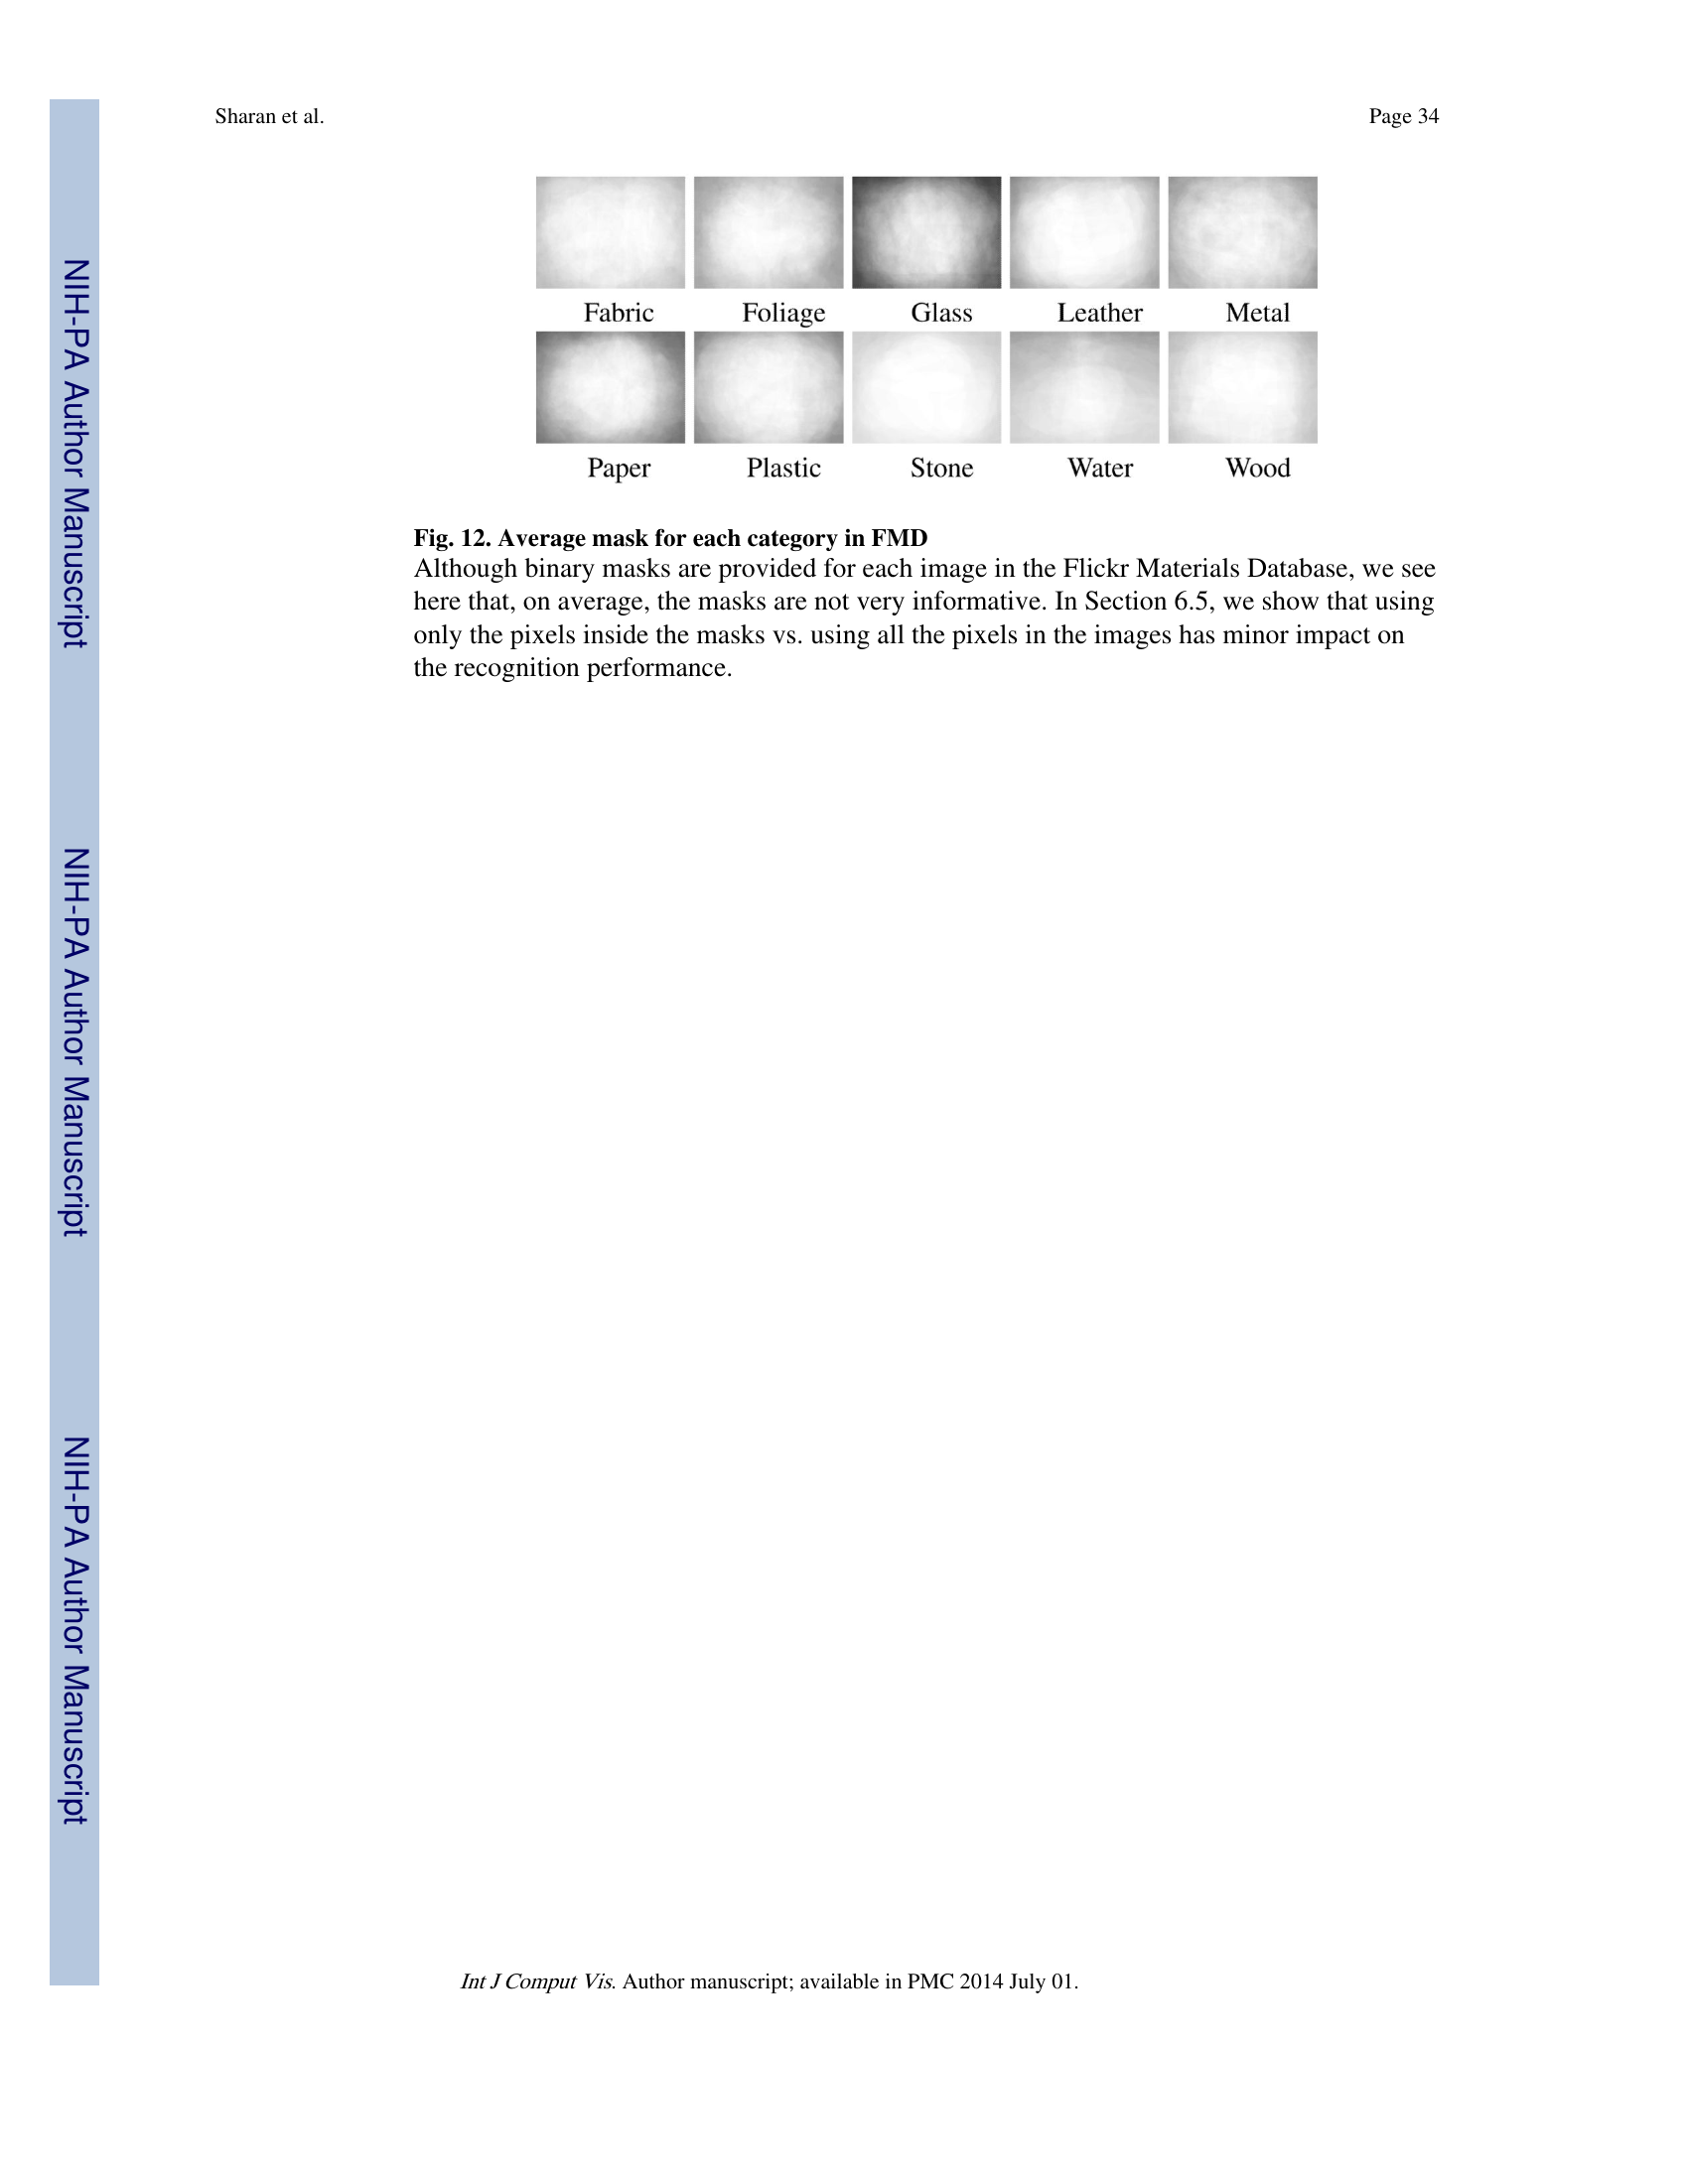 Sharan et al.
Page 34
Fabric
Foliage
Glass
Leather
Metal
Paper
Plastic
Stone
Water
Wood
Fig. 12. Average mask for each category in FMD
Although binary masks are provided for each image in the Flickr Materials Database, we see
here that, on average, the masks are not very informative. In Section 6.5, we show that using
only the pixels inside the masks vs. using all the pixels in the images has minor impact on
the recognition performance.
Int J Comput Vis. Author manuscript; available in PMC 2014 July 01.
NIH-PA Author Manuscript
NIH-PA Author Manuscript
NIH-PA Author Manuscript